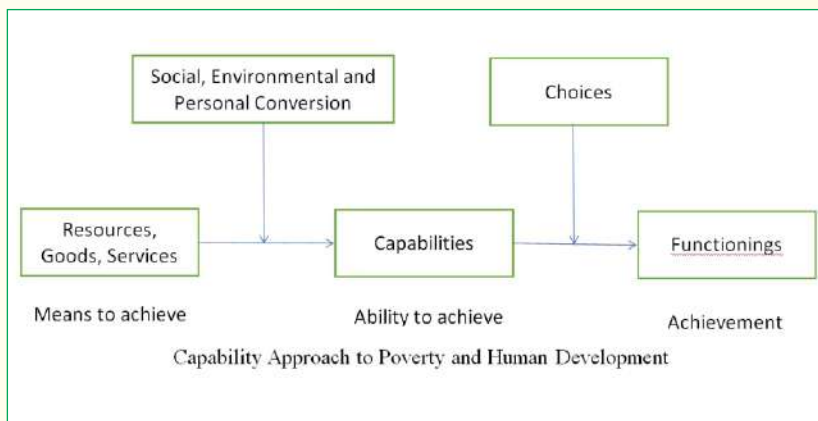 Social, Environmental and
Personal Conversion
Choices
Resources,
Goods, Services
Capabilities
Functionings
Means to achieve
Ability to achieve
Achievement
Capability Approach to Poverty and Human Development